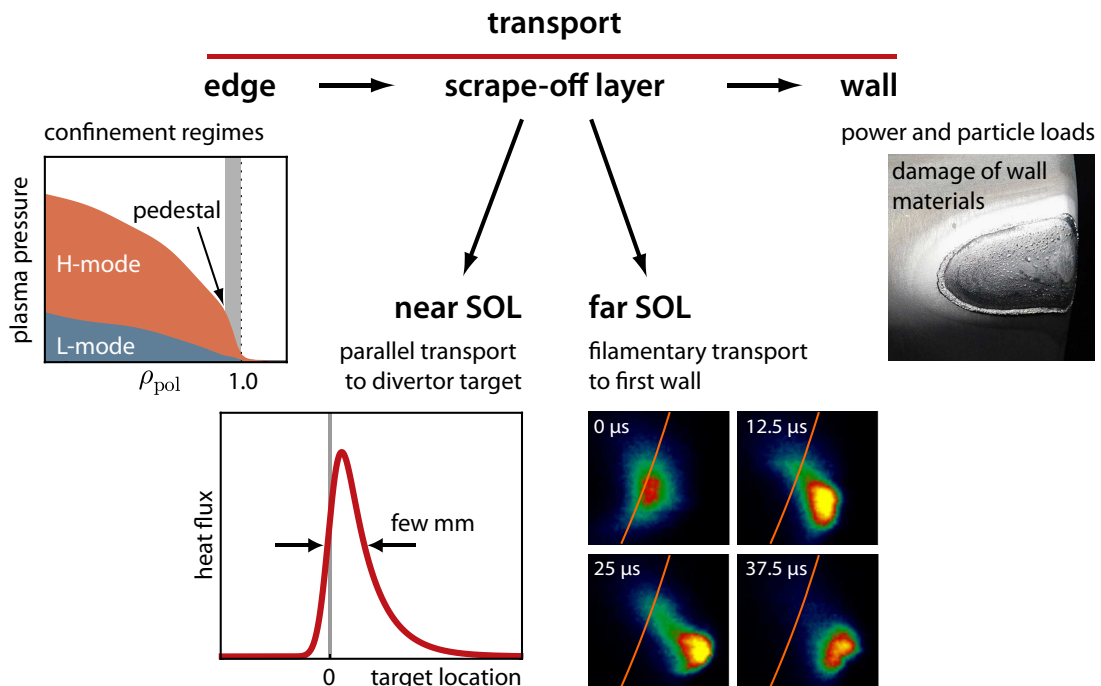 transport
edge
scrape-off layer
wall
confinement regimes
plasma pressure
pedestal
H-mode
L-mode
ρpol
1.0
power and particle loads
damage of wall
materials
near SOL
parallel transport
to divertor target
far SOL
filamentary transport
to first wall
heat flux
few mm
0
target location
0 µs
12.5 µs
25 µs
37.5 µs